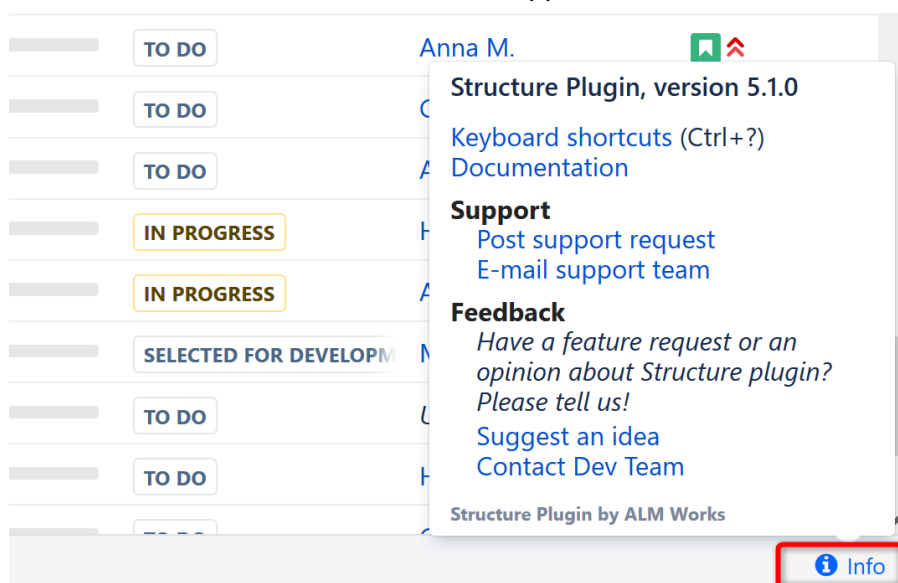 TO DO
Anna M.
TO DO
TO DO
IN PROGRESS
IN PROGRESS
SELECTED FOR
TO DO
TO DO
Structure Plugin, version 5.1.0
Keyboard shortcuts (Ctrl+?)
Documentation
Support
Post support request
E-mail support team
Feedback
Have a feature request or an
opinion about Structure plugin?
Please tell us!
Suggest an idea
Contact Dev Team
Structure Plugin by ALM Works
Info